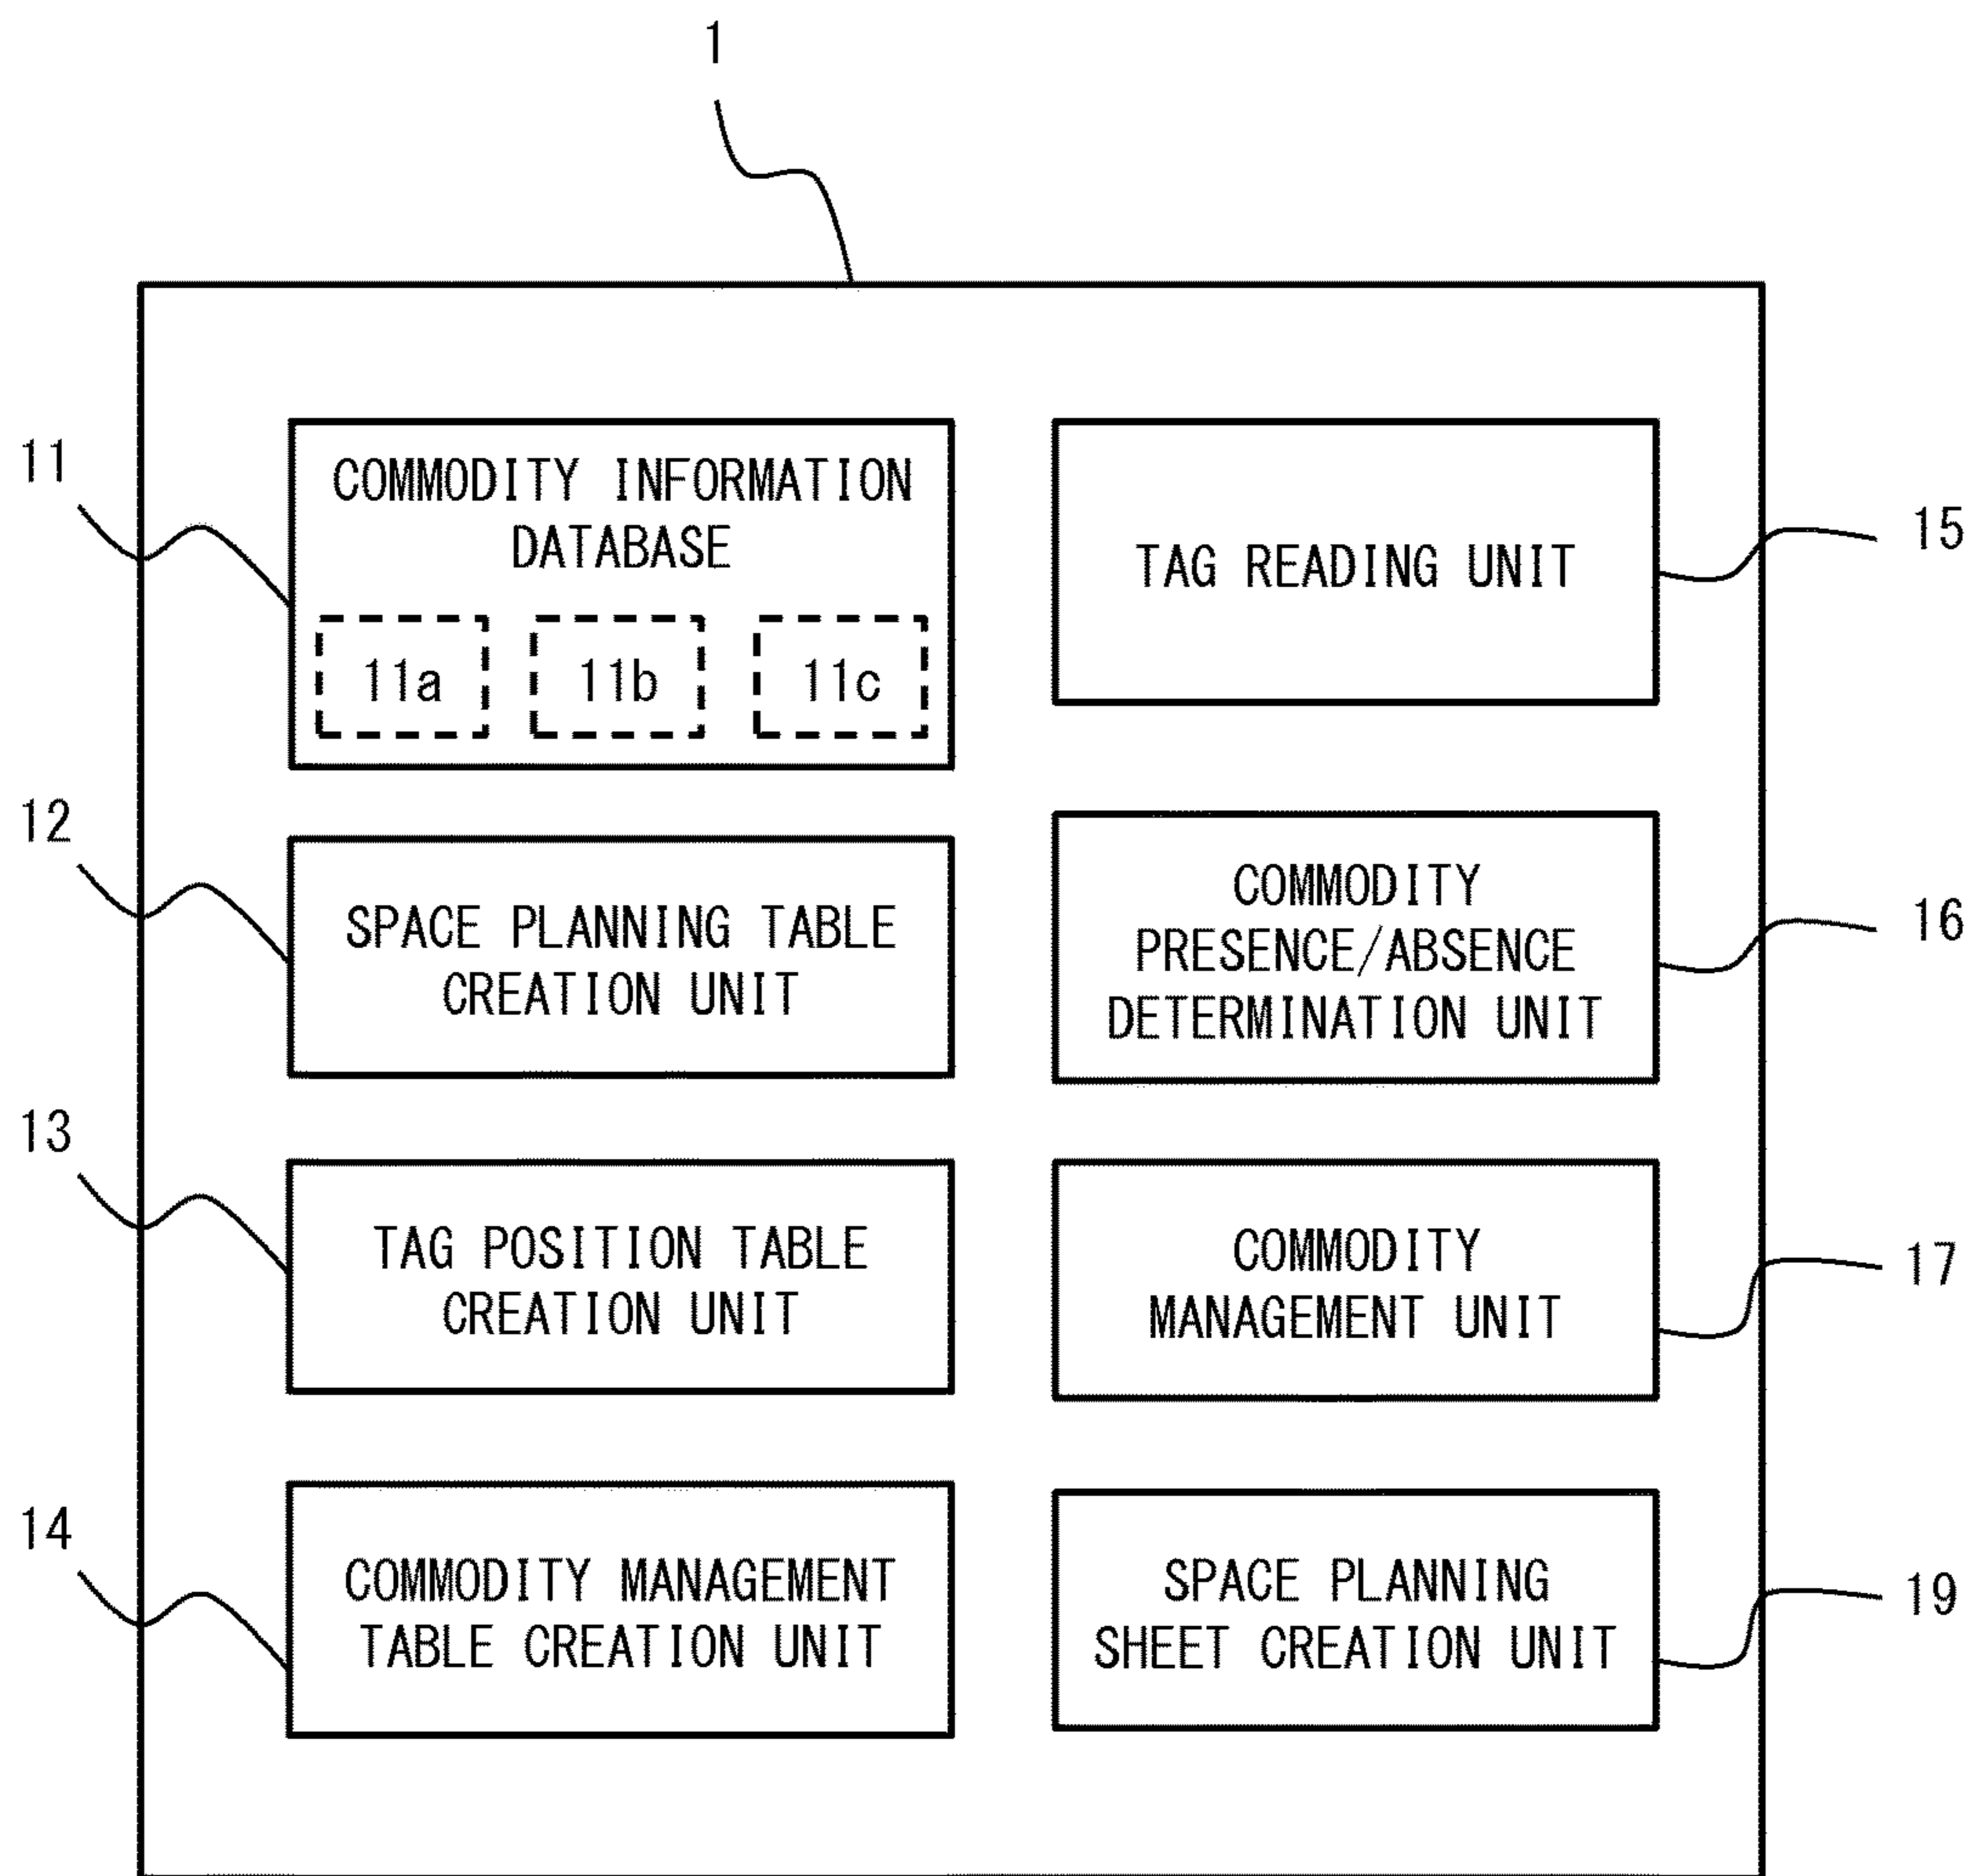 1
11
COMMODITY INFORMATION
DATABASE
11a 11b 11c
TAG READING UNIT
15
12
SPACE PLANNING TABLE
CREATION UNIT
COMMODITY
PRESENCE/ABSENCE
DETERMINATION UNIT
16
13
TAG POSITION TABLE
CREATION UNIT
COMMODITY
MANAGEMENT UNIT
17
14
COMMODITY MANAGEMENT
TABLE CREATION UNIT
SPACE PLANNING
SHEET CREATION UNIT
19